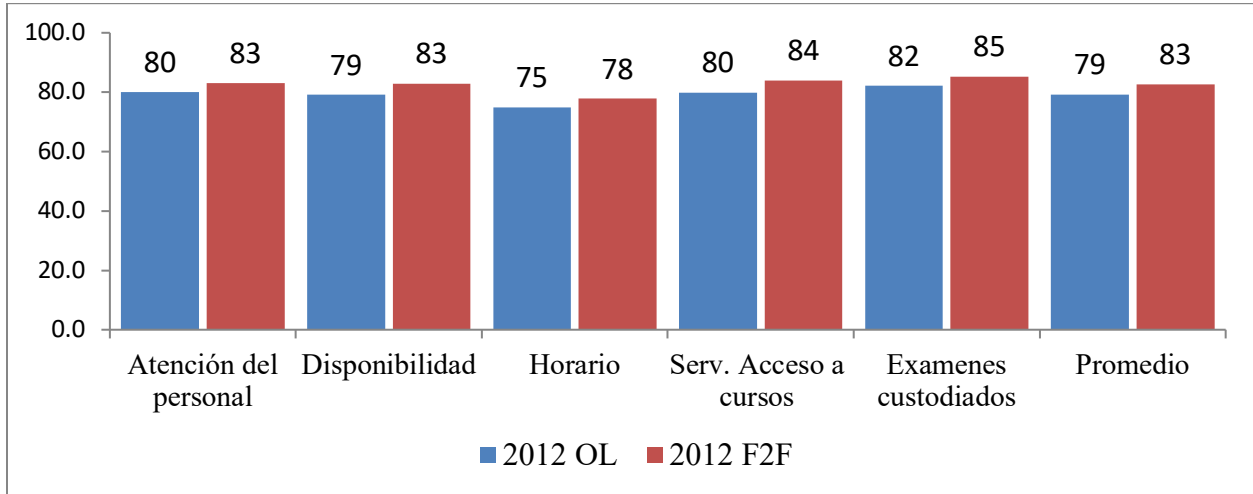 100.0
80.0
60.0
40.0
20.0
0.0
80 83 79 83 75 78 80 84 82 85 79 83
Atención del personal
Disponibilidad
Horario
Serv. Acceso a cursos
Examenes custodiados
Promedio
2012 OL 2012 F2F